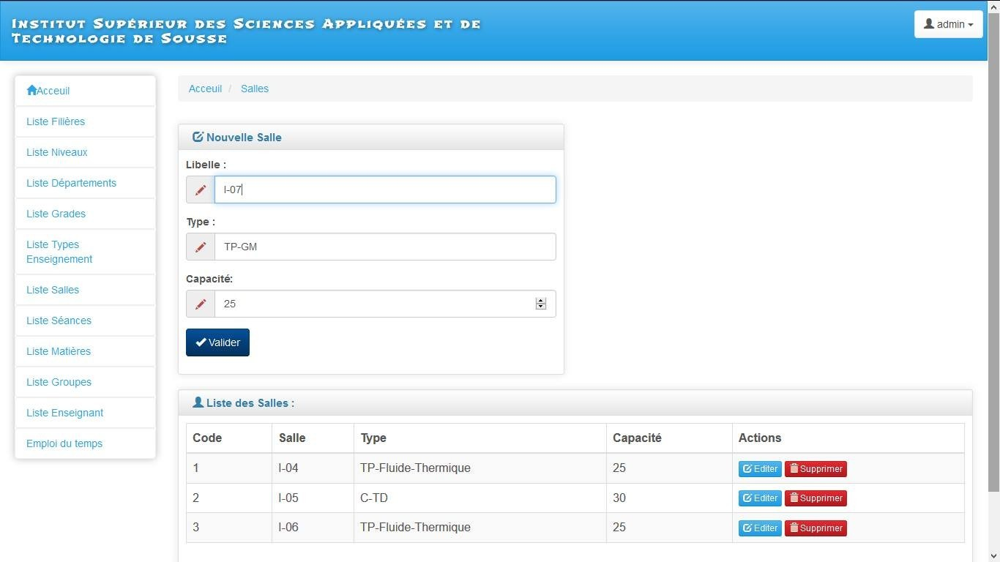 Institut Supérieur des Sciences Appliquées et de
Technologie de Sousse
admin
Acceuil
Liste Filières
Liste Niveaux
Liste Départements
Liste Grades
Liste Types
Enseignement
Liste Salles
Liste Séances
Liste Matières
Liste Groupes
Liste Enseignant
Emploi du temps
Acceuil / Salles
Nouvelle Salle
Libelle :
I-07
Type :
TP-GM
Capacité:
25
Valider
Liste des Salles :
Code Salle Type Capacité Actions
1 I-04 TP-Fluide-Thermique 25 Editer Supprimer
2 I-05 C-TD 30 Editer Supprimer
3 I-06 TP-Fluide-Thermique 25 Editer Supprimer